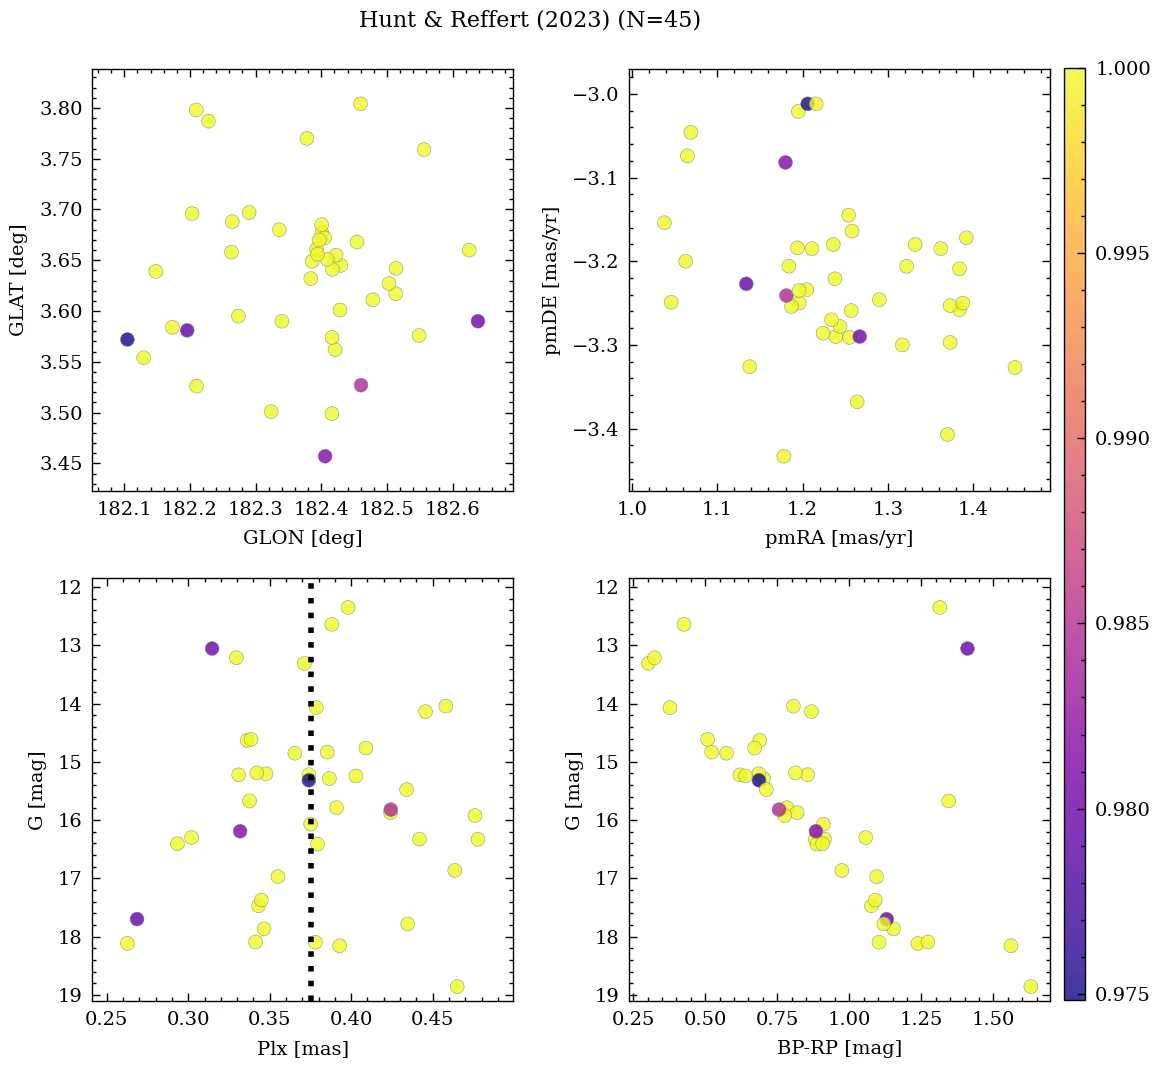 Hunt & Reffert (2023) (N=45)
3.80
3.75
3.70
3.65
3.60
3.55
3.50
3.45
GLAT [deg]
182.1 182.2 182.3 182.4 182.5 182.6
GLON [deg]
−3.0
−3.1
−3.2
−3.3
−3.4
pmDE [mas/yr]
1.0 1.1 1.2 1.3 1.4
pmRA [mas/yr]
1.000
0.995
0.990
0.985
0.980
0.975
12
13
14
15
16
17
18
19
G [mag]
0.25 0.30 0.35 0.40 0.45
Plx [mas]
12
13
14
15
16
17
18
19
G [mag]
0.25 0.50 0.75 1.00 1.25 1.50
BP-RP [mag]